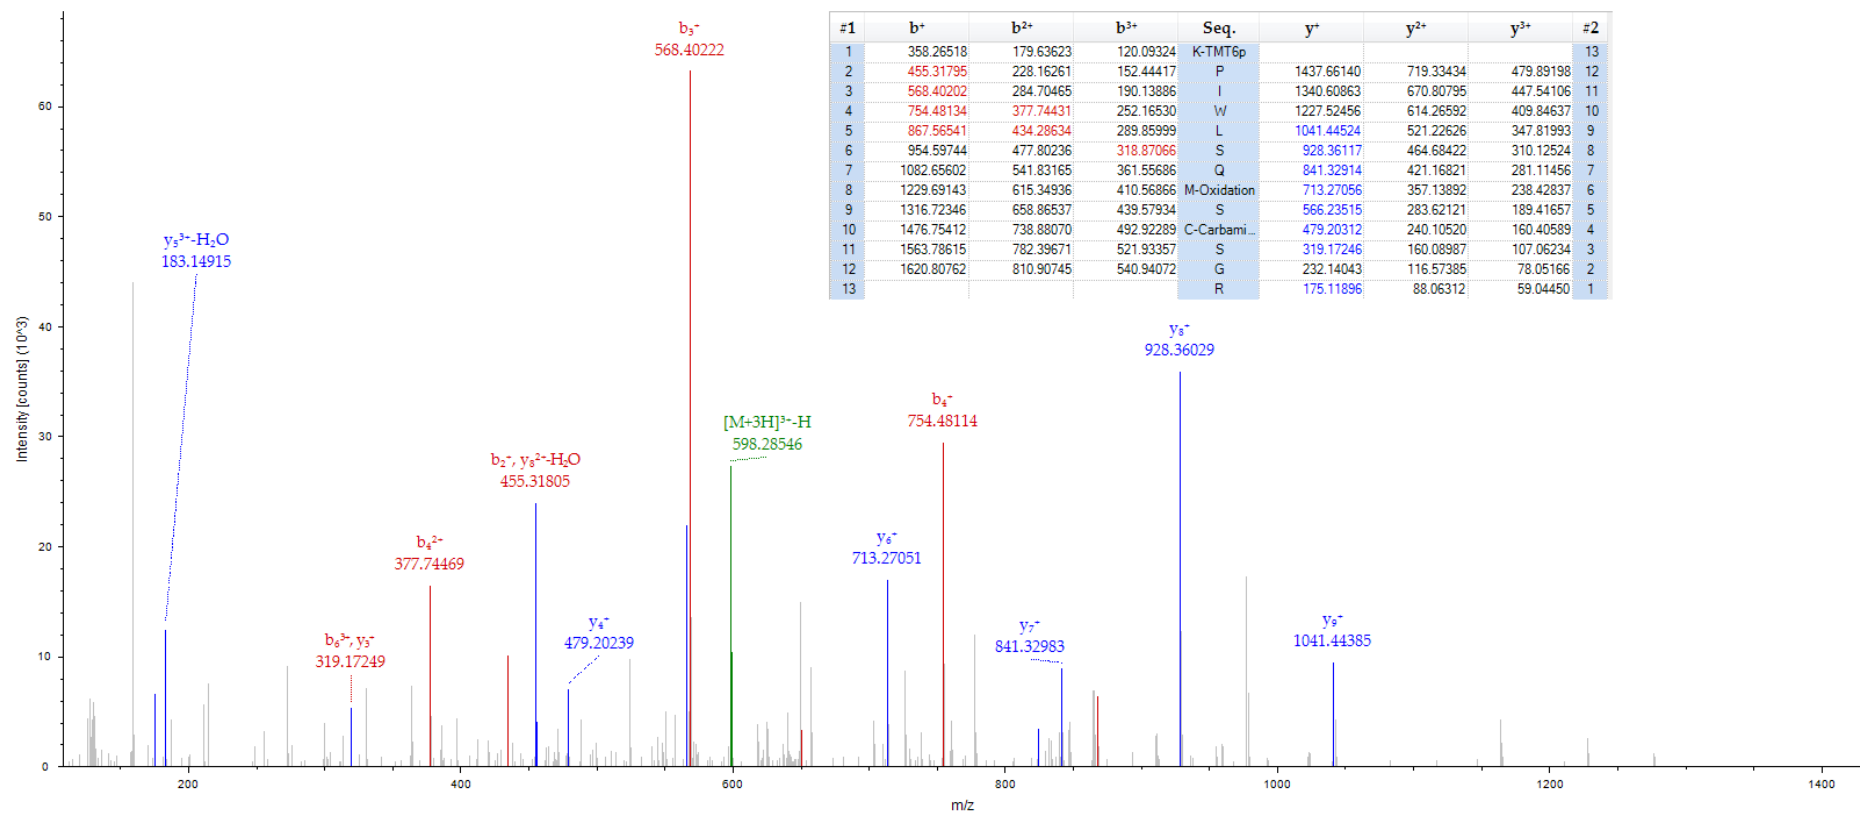 #1 b⁺ b²⁺ b³⁺ Seq. y⁺ y²⁺ y³⁺ #2
1 358.26518 179.63623 120.09324 K-TMT6p 13
2 455.31795 228.16261 152.44417 P 1437.66140 719.33434 479.89198 12
3 568.40202 284.70465 190.13886 I 1340.60863 670.80795 447.54106 11
4 754.48134 377.74431 252.16530 W 1227.52456 614.26592 409.84637 10
5 867.56541 434.28634 289.85999 L 1041.44524 521.22626 347.81993 9
6 954.59744 477.80236 318.87066 S 928.36117 464.68422 310.12524 8
7 1082.65602 541.83165 361.55686 Q 841.32914 421.16821 281.11456 7
8 1229.69143 615.34936 410.56866 M-Oxidation 713.27056 357.13892 238.42837 6
9 1316.72346 658.86537 439.57934 S 566.23515 283.62121 189.41657 5
10 1476.75412 738.88070 492.92289 C-Carbami... 479.20312 240.10520 160.40589 4
11 1563.78615 782.39671 521.93357 S 319.17246 160.08987 107.06234 3
12 1620.80762 810.90745 540.94072 G 232.14043 116.57385 78.05166 2
13 R 175.11896 88.06312 59.04450 1
b₃⁺
568.40222
y₅³⁺-H₂O
183.14915
y₈⁺
928.36029
b₄⁺
754.48114
[M+3H]³⁺-H
598.28546
b₂⁺, y₈²⁺-H₂O
455.31805
b₄²⁺
377.74469
y₆⁺
713.27051
b₆³⁺, y₃⁺
319.17249
y₄⁺
479.20239
y₇⁺
841.32983
y₉⁺
1041.44385
Intensity [counts] (10^3)
60
50
40
30
20
10
0
200 400 600 800 1000 1200 1400
m/z